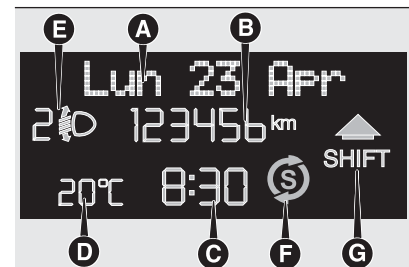 E A B
Lun 23 Apr
2 123456 km
SHIFT
20°C 8:30 S
D C F G